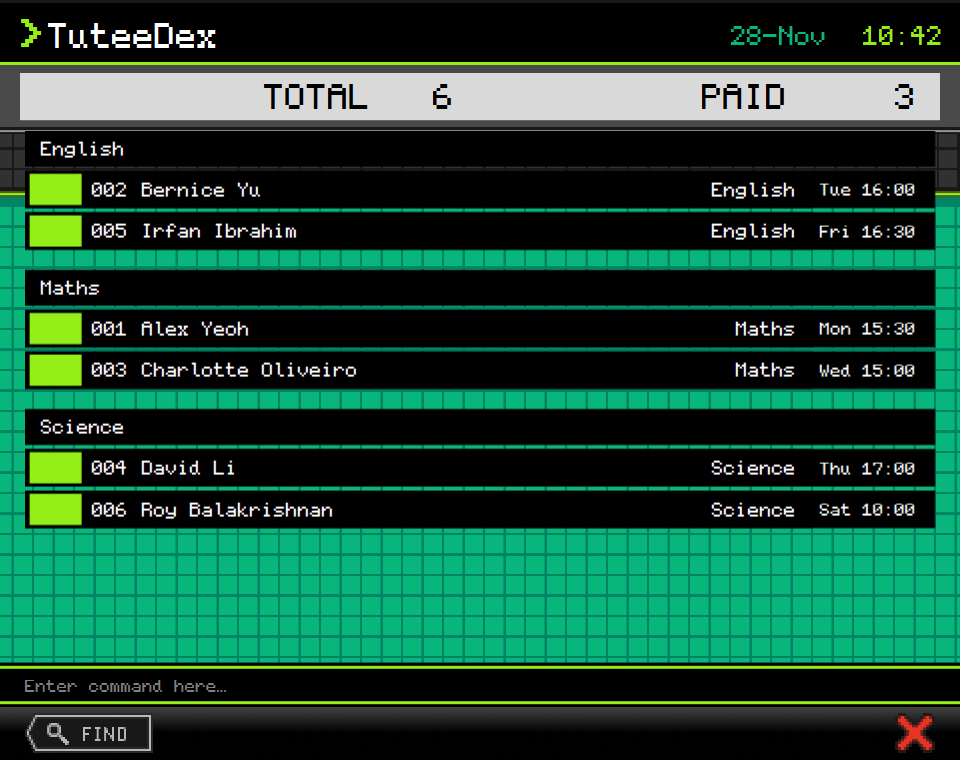 TuteeDex 28-Nov 10:42
TOTAL 6 PAID 3
English
002 Bernice Yu English Tue 16:00
005 Irfan Ibrahim English Fri 16:30
Maths
001 Alex Yeoh Maths Mon 15:30
003 Charlotte Oliveiro Maths Wed 15:00
Science
004 David Li Science Thu 17:00
006 Roy Balakrishnan Science Sat 10:00
Enter command here…
FIND